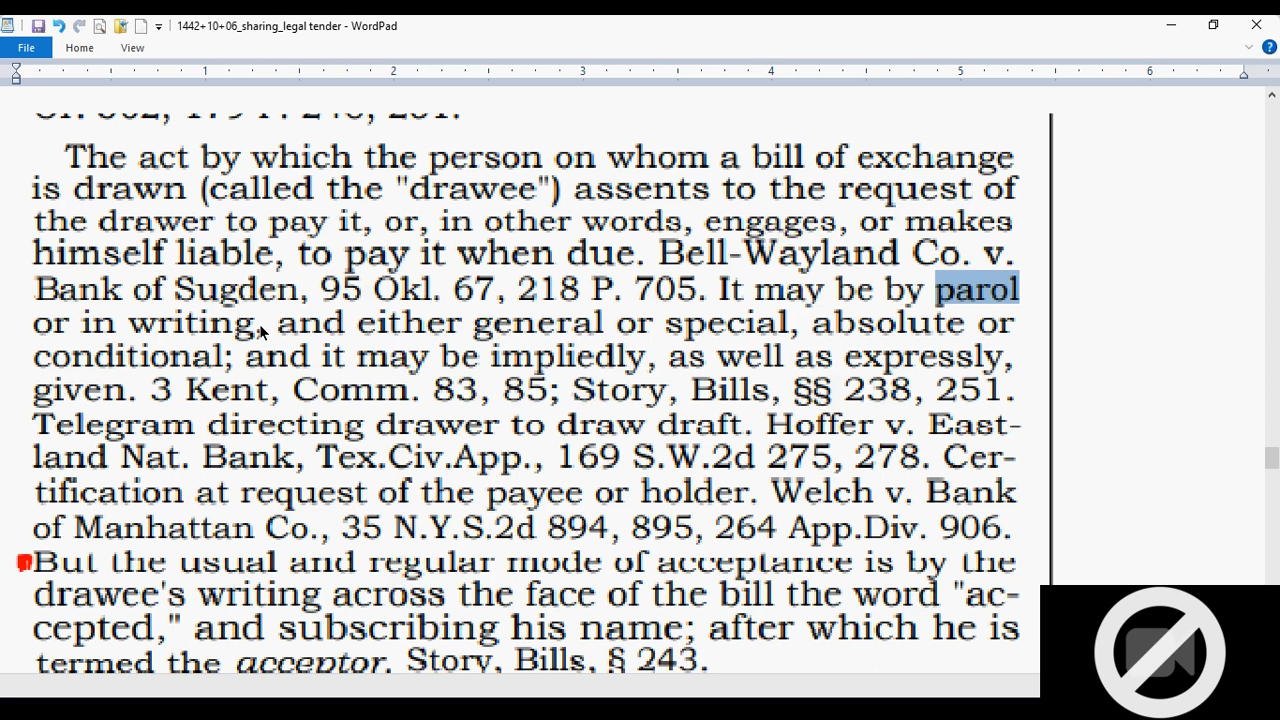 1442+10+06_sharing_legal tender - WordPad
File Home View
1 2 3 4 5 6
The act by which the person on whom a bill of exchange
is drawn (called the "drawee") assents to the request of
the drawer to pay it, or, in other words, engages, or makes
himself liable, to pay it when due. Bell-Wayland Co. v.
Bank of Sugden, 95 Okl. 67, 218 P. 705. It may be by parol
or in writing, and either general or special, absolute or
conditional; and it may be impliedly, as well as expressly,
given. 3 Kent, Comm. 83, 85; Story, Bills, §§ 238, 251.
Telegram directing drawer to draw draft. Hoffer v. East-
land Nat. Bank, Tex.Civ.App., 169 S.W.2d 275, 278. Cer-
tification at request of the payee or holder. Welch v. Bank
of Manhattan Co., 35 N.Y.S.2d 894, 895, 264 App.Div. 906.
But the usual and regular mode of acceptance is by the
drawee's writing across the face of the bill the word "ac-
cepted," and subscribing his name; after which he is
termed the acceptor. Story, Bills, § 243.